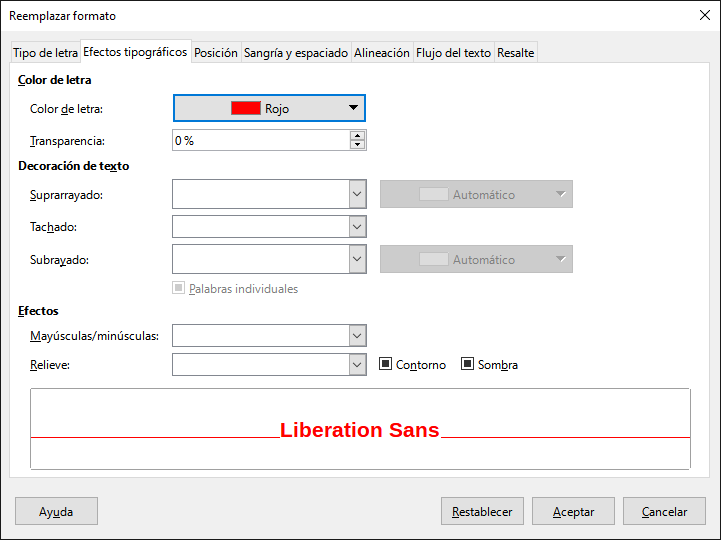 Reemplazar formato
Tipo de letra Efectos tipográficos Posición Sangría y espaciado Alineación Flujo del texto Resalte
Color de letra
Color de letra: Rojo
Transparencia: 0 %
Decoración de texto
Suprarrayado: Automático
Tachado:
Subrayado: Automático
Palabras individuales
Efectos
Mayúsculas/minúsculas:
Relieve: Contorno Sombra
Liberation Sans
Ayuda Restablecer Aceptar Cancelar